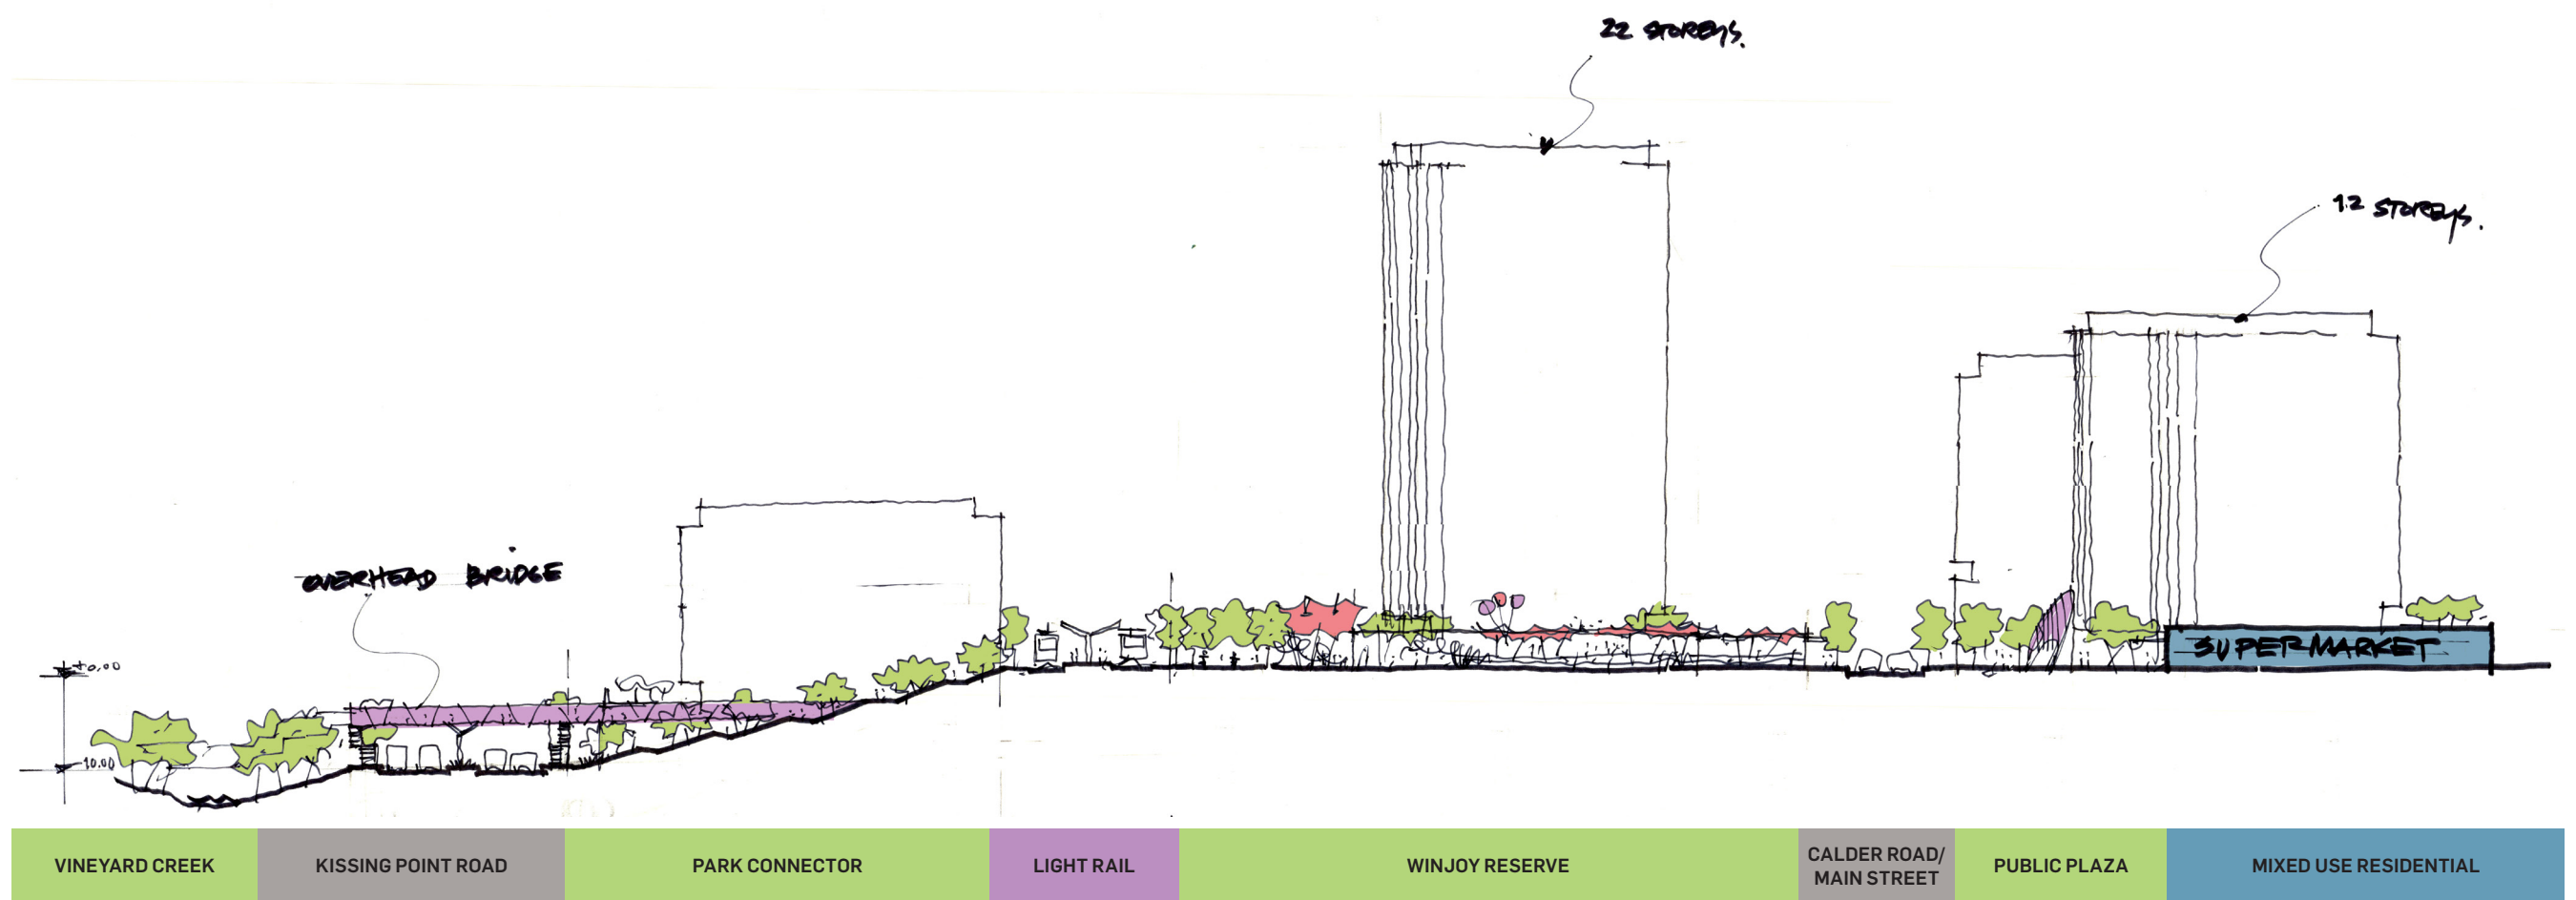 22 STOREYS.
12 STOREYS.
OVERHEAD BRIDGE
+0.00
-10.00
SUPERMARKET
VINEYARD CREEK
KISSING POINT ROAD
PARK CONNECTOR
LIGHT RAIL
WINJOY RESERVE
CALDER ROAD/
MAIN STREET
PUBLIC PLAZA
MIXED USE RESIDENTIAL